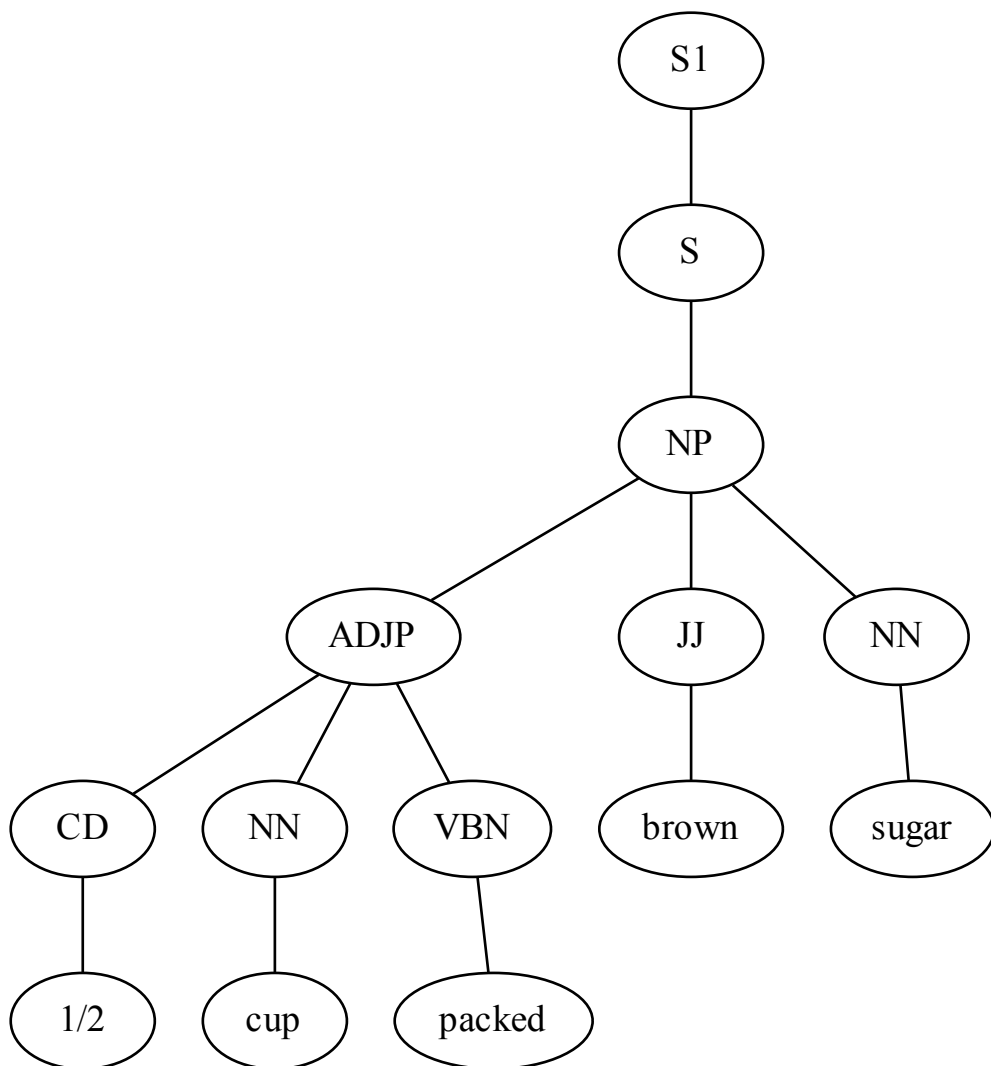 S1
S
NP
ADJP JJ NN
CD NN VBN brown sugar
1/2 cup packed